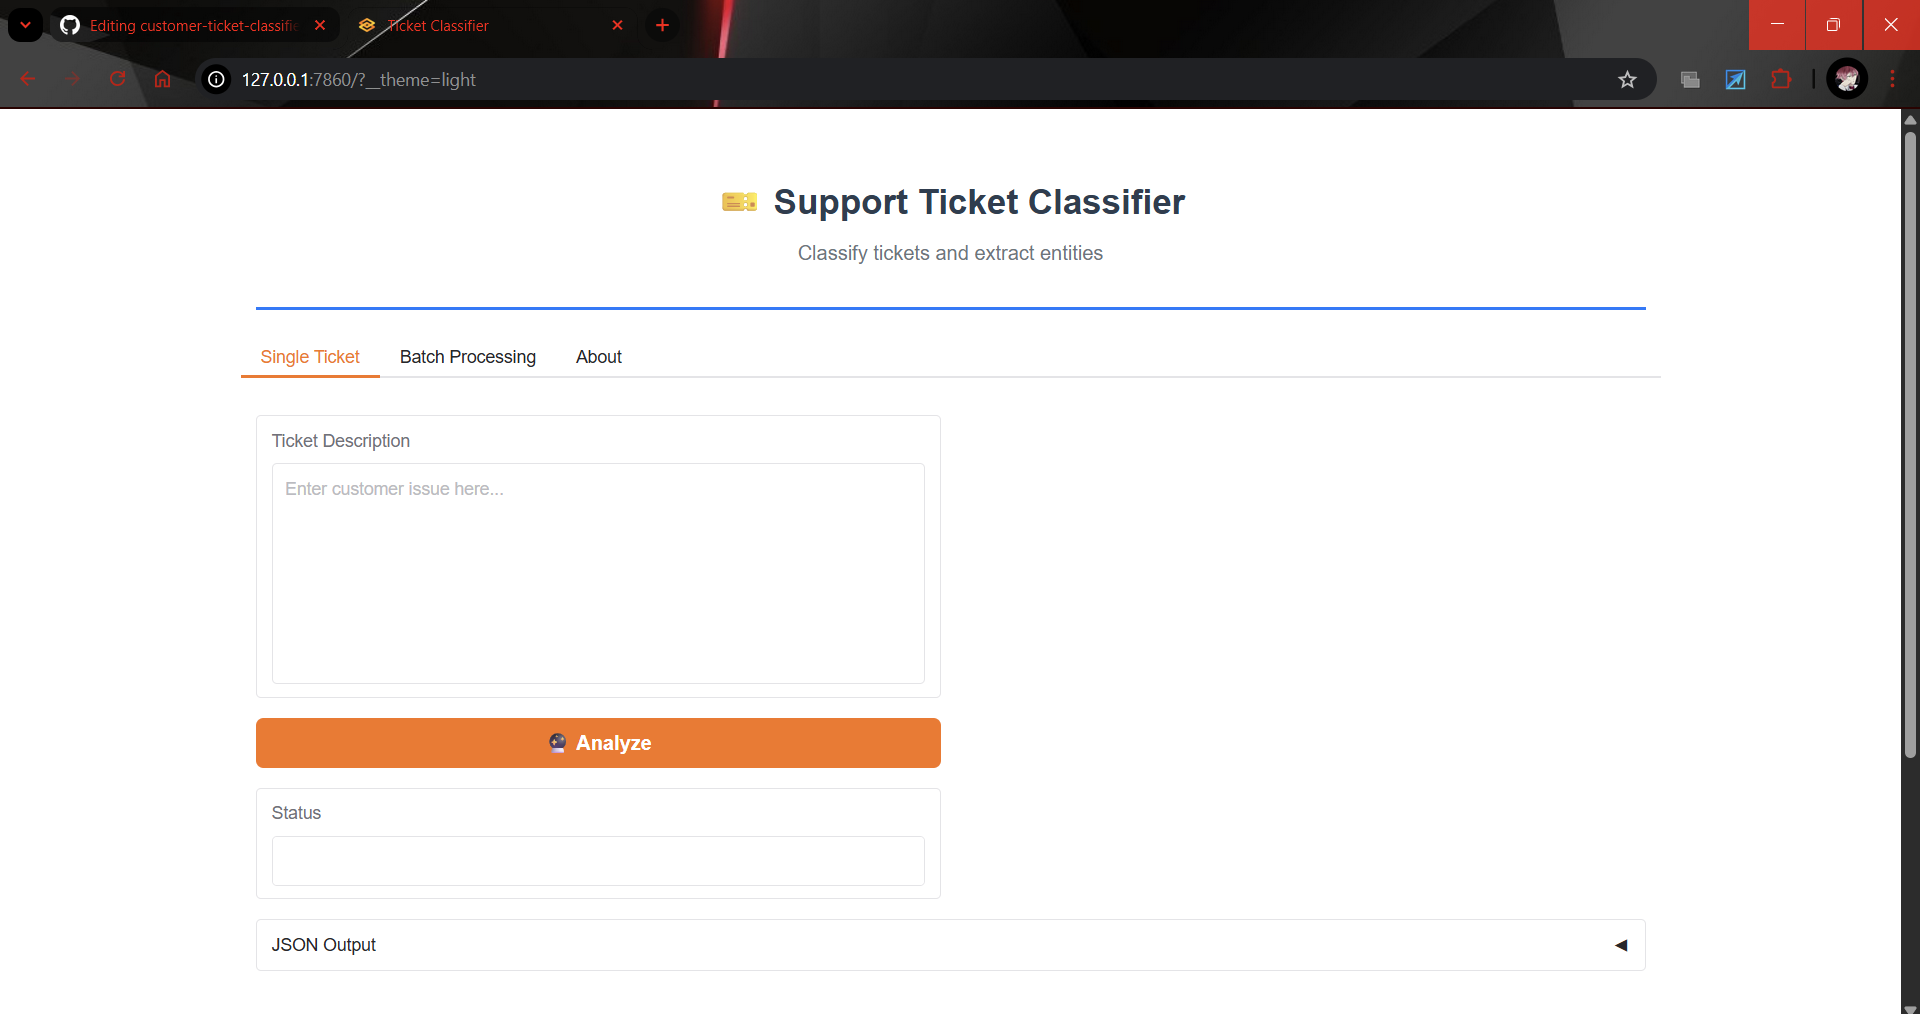 Editing customer-ticket-classifie
Ticket Classifier
127.0.0.1:7860/?__theme=light
Support Ticket Classifier
Classify tickets and extract entities
Single Ticket
Batch Processing
About
Ticket Description
Enter customer issue here...
Analyze
Status
JSON Output